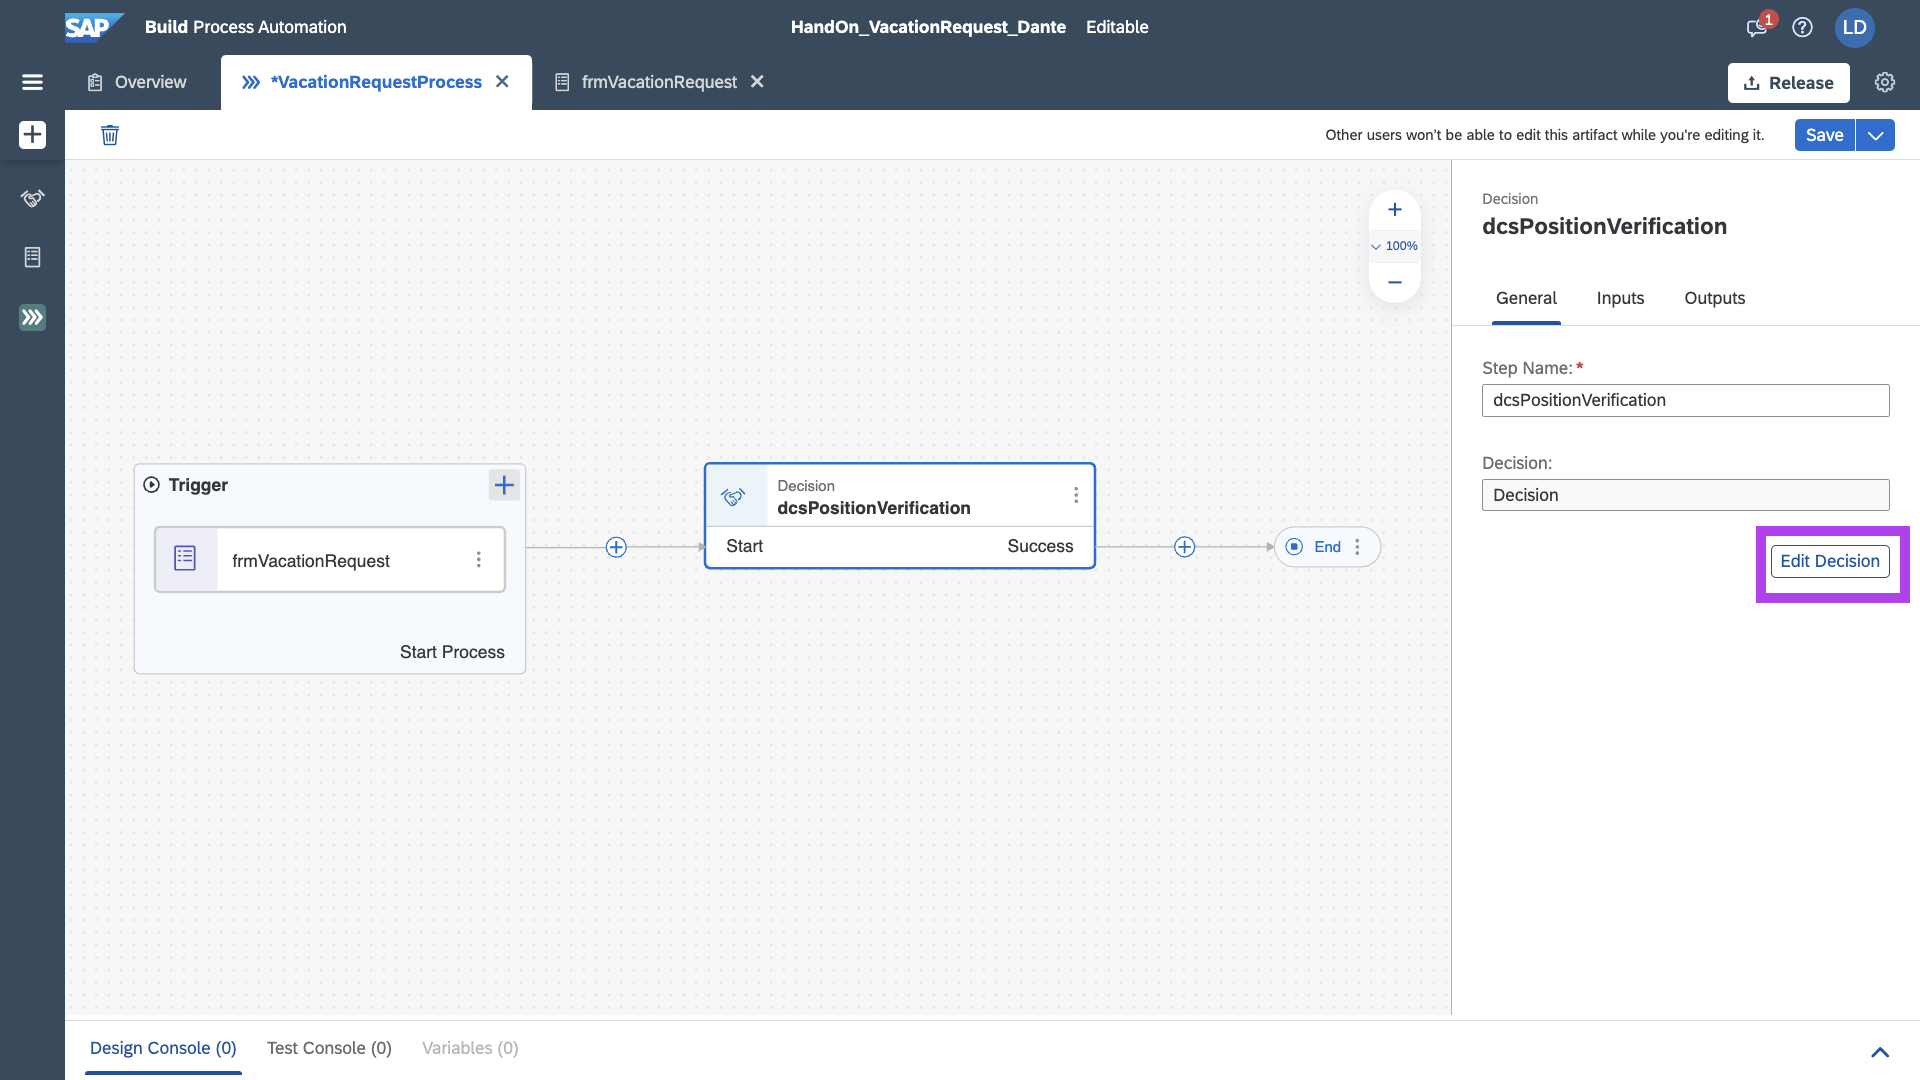 SAP
Build Process Automation
HandOn_VacationRequest_Dante Editable
1
LD
Overview
*VacationRequestProcess
frmVacationRequest
Release
Other users won't be able to edit this artifact while you're editing it.
Save
100%
Trigger
frmVacationRequest
Start Process
Decision
dcsPositionVerification
Start
Success
End
Decision
dcsPositionVerification
General
Inputs
Outputs
Step Name:*
dcsPositionVerification
Decision:
Decision
Edit Decision
Design Console (0)
Test Console (0)
Variables (0)